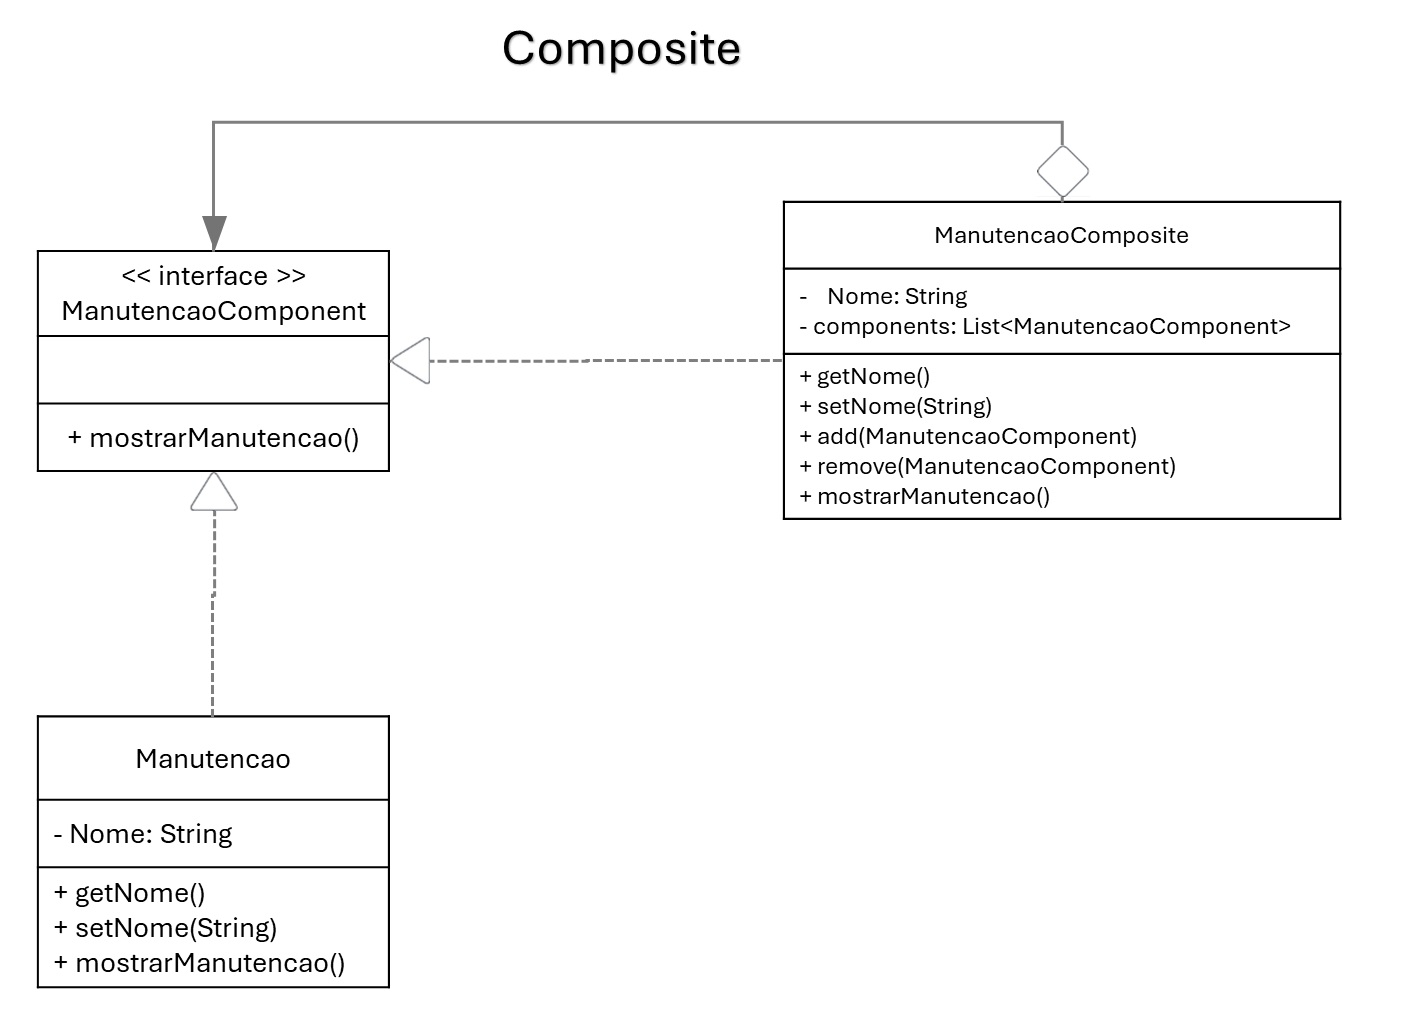 Composite
<< interface >>
ManutencaoComponent
+ mostrarManutencao()
ManutencaoComposite
- Nome: String
- components: List<ManutencaoComponent>
+ getNome()
+ setNome(String)
+ add(ManutencaoComponent)
+ remove(ManutencaoComponent)
+ mostrarManutencao()
Manutencao
- Nome: String
+ getNome()
+ setNome(String)
+ mostrarManutencao()